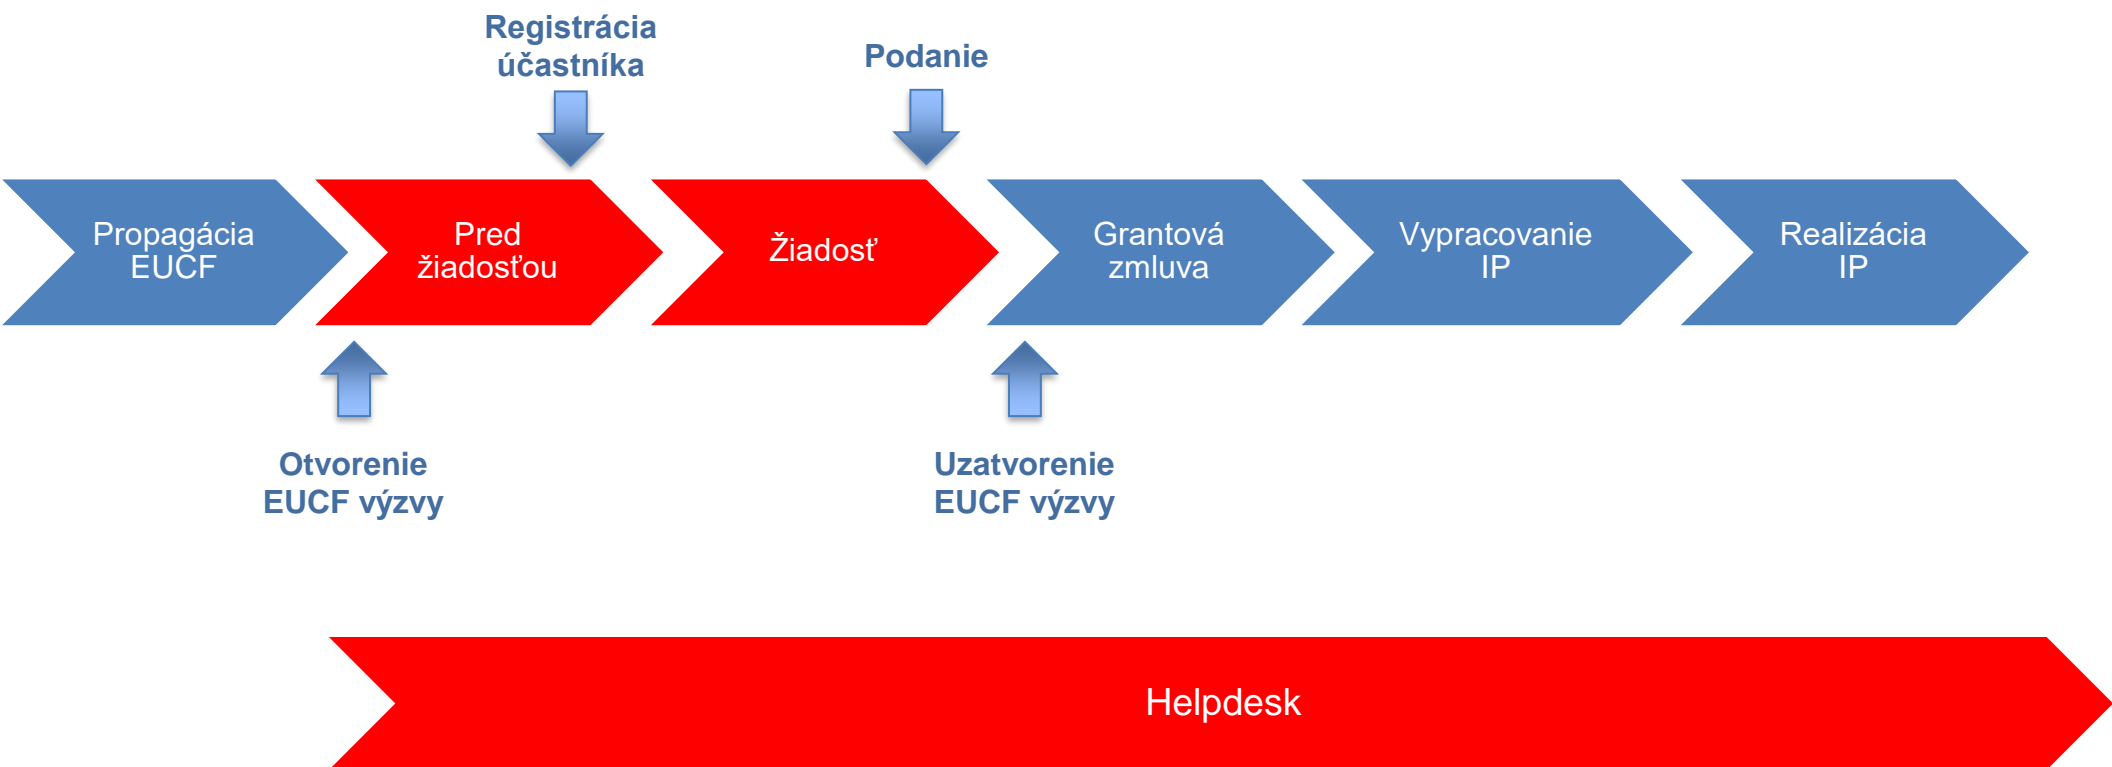 Registrácia
účastníka
Podanie
Propagácia
EUCF
Pred
žiadosťou
Žiadosť
Grantová
zmluva
Vypracovanie
IP
Realizácia
IP
Otvorenie
EUCF výzvy
Uzatvorenie
EUCF výzvy
Helpdesk